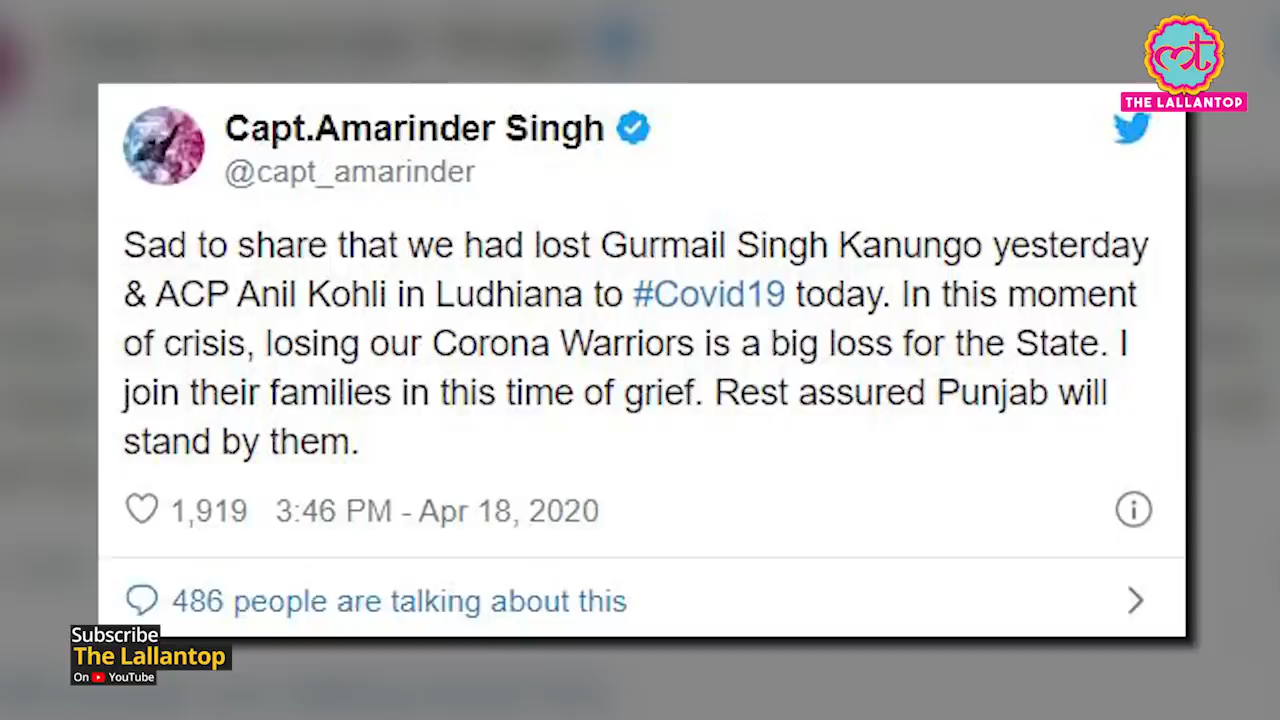 THE LALLANTOP
Capt.Amarinder Singh
@capt_amarinder
Sad to share that we had lost Gurmail Singh Kanungo yesterday
& ACP Anil Kohli in Ludhiana to #Covid19 today. In this moment
of crisis, losing our Corona Warriors is a big loss for the State. I
join their families in this time of grief. Rest assured Punjab will
stand by them.
1,919 3:46 PM - Apr 18, 2020
486 people are talking about this
Subscribe
The Lallantop
On YouTube